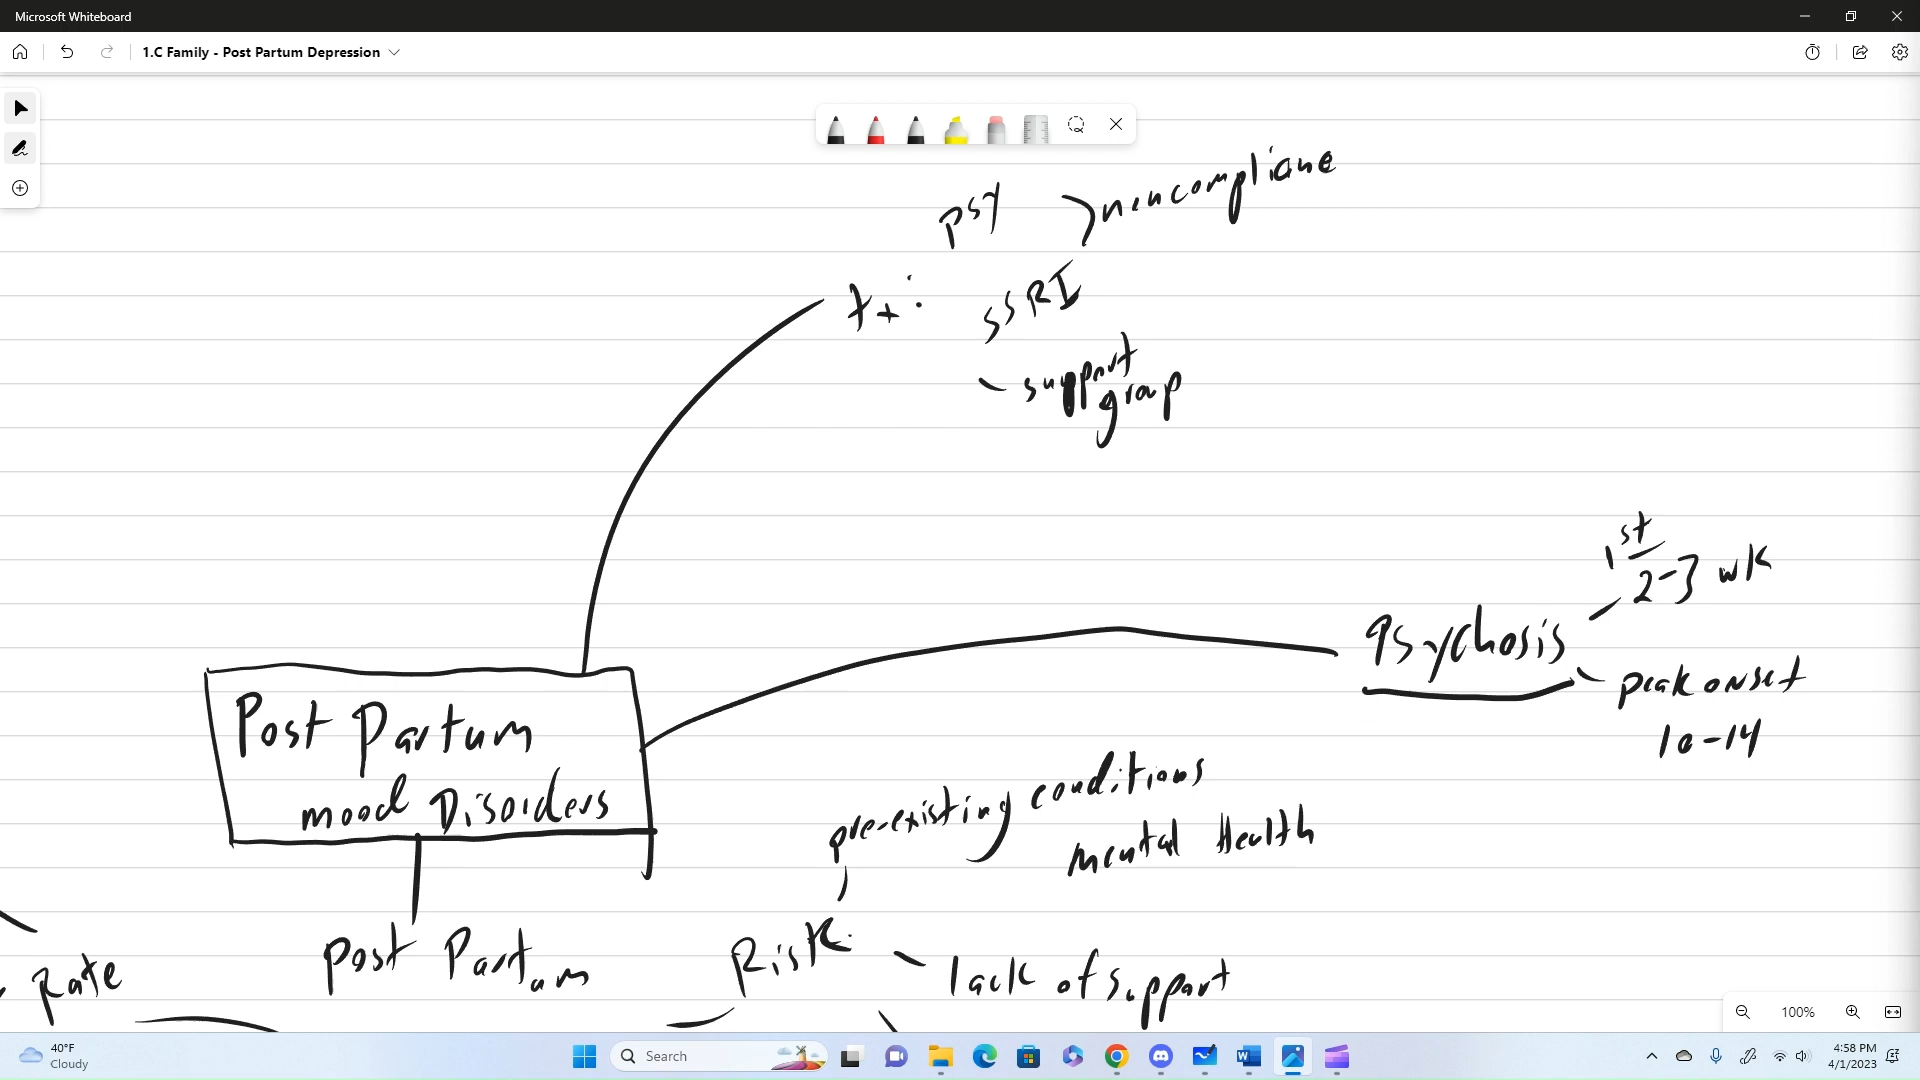 Microsoft Whiteboard
1.C Family - Post Partum Depression
psy
noncompliane
tx:
SSRI
- support
group
1st
2-3 wk
Psychosis
peak onset
10-14
Post Partum
mood Disorders
pre-existing conditions
mental Health
Risk
- lack of support
Post Partum
Rate
100%
40°F
Cloudy
Search
4:58 PM
4/1/2023